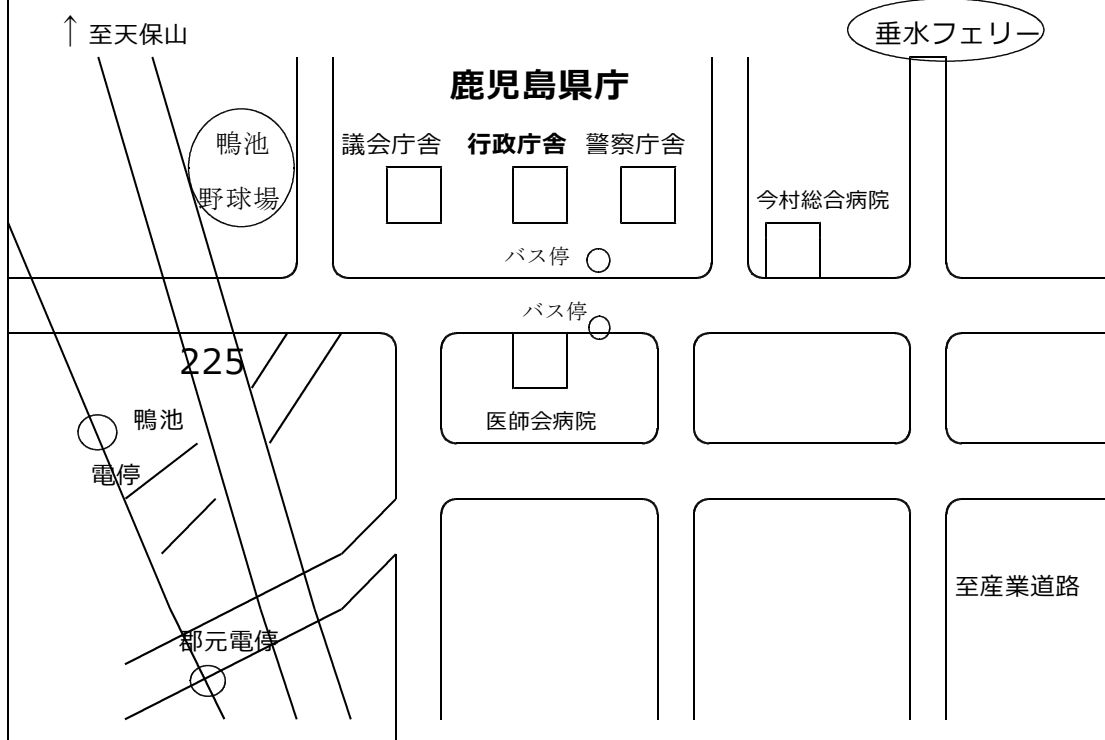 ↑ 至天保山
垂水フェリー
鹿児島県庁
議会庁舎 行政庁舎 警察庁舎
鴨池
野球場
今村総合病院
バス停
バス停
225
鴨池
電停
医師会病院
至産業道路
郡元電停